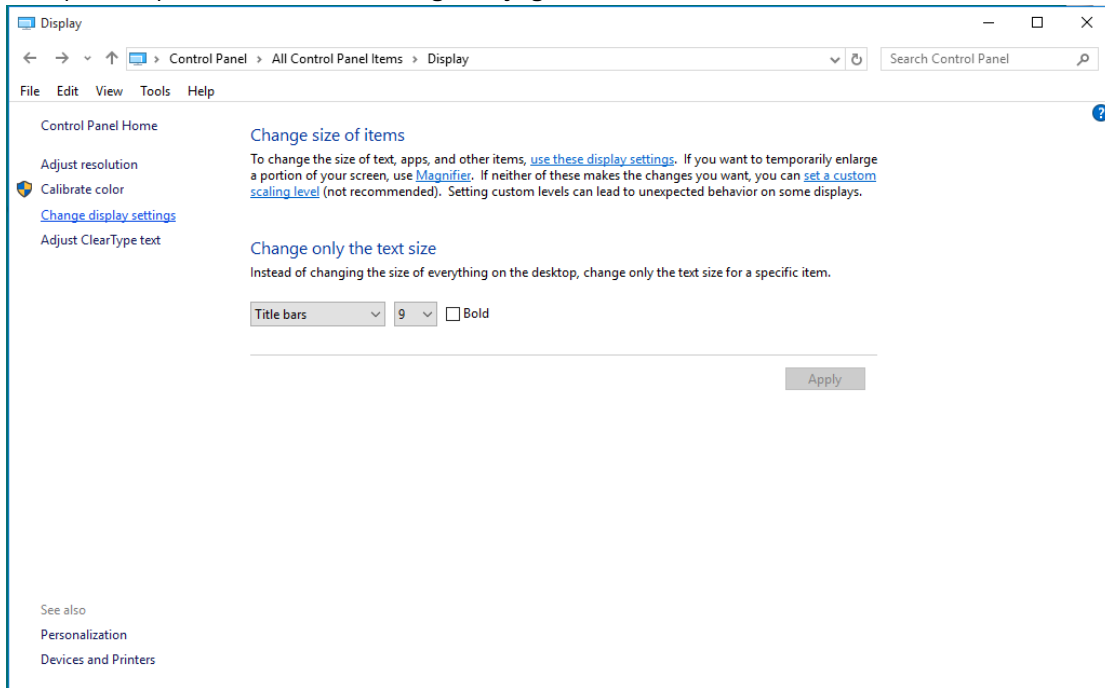 Display
Control Panel > All Control Panel Items > Display
Search Control Panel
File Edit View Tools Help
Control Panel Home
Adjust resolution
Calibrate color
Change display settings
Adjust ClearType text
Change size of items
To change the size of text, apps, and other items, use these display settings. If you want to temporarily enlarge
a portion of your screen, use Magnifier. If neither of these makes the changes you want, you can set a custom
scaling level (not recommended). Setting custom levels can lead to unexpected behavior on some displays.
Change only the text size
Instead of changing the size of everything on the desktop, change only the text size for a specific item.
Title bars 9 Bold
Apply
See also
Personalization
Devices and Printers